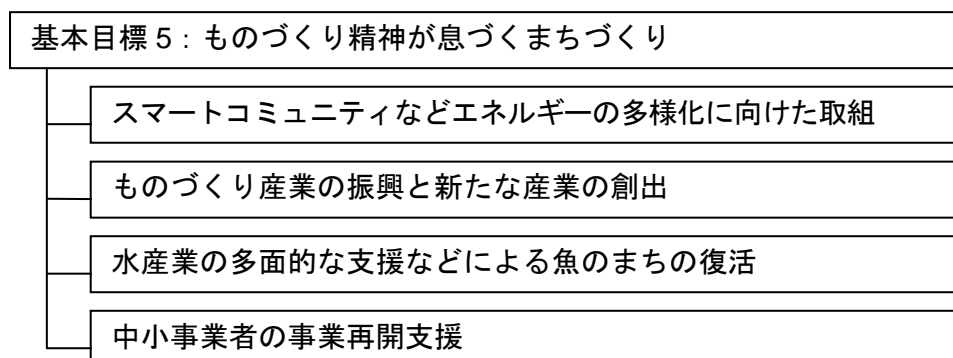 基本目標5：ものづくり精神が息づくまちづくり
スマートコミュニティなどエネルギーの多様化に向けた取組
ものづくり産業の振興と新たな産業の創出
水産業の多面的な支援などによる魚のまちの復活
中小事業者の事業再開支援